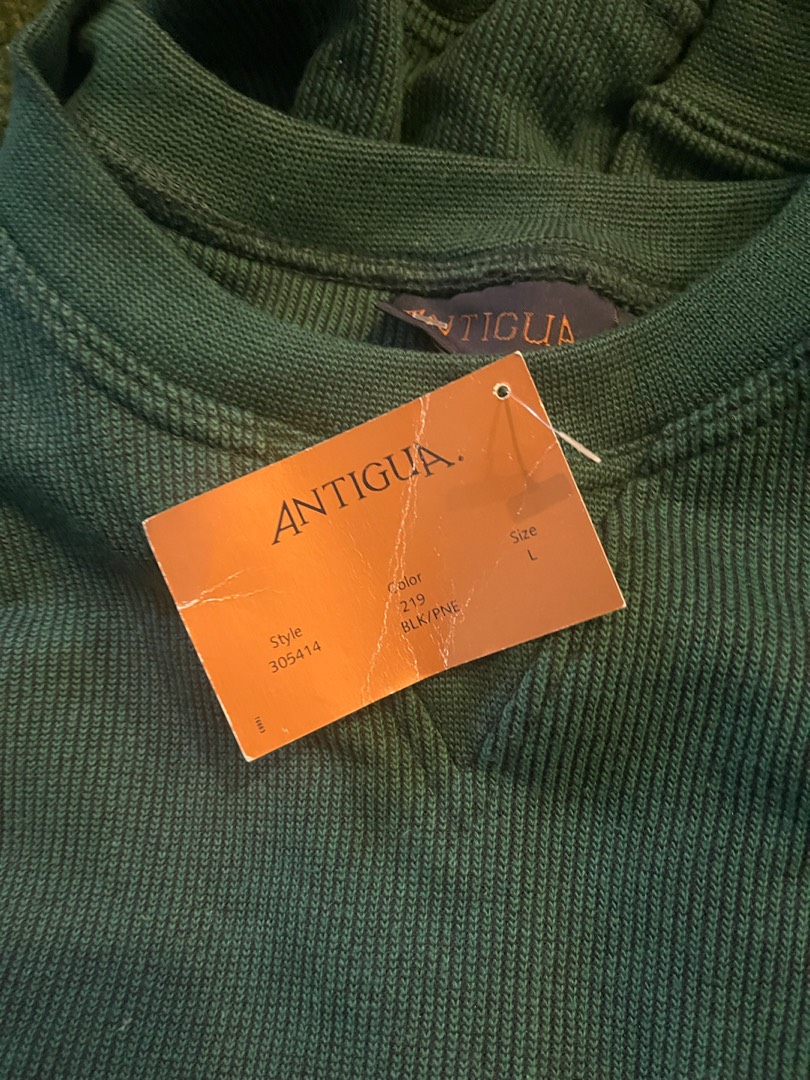 ANTIGUA
ANTIGUA.
Size
L
Color
219
BLK/PNE
Style
305414